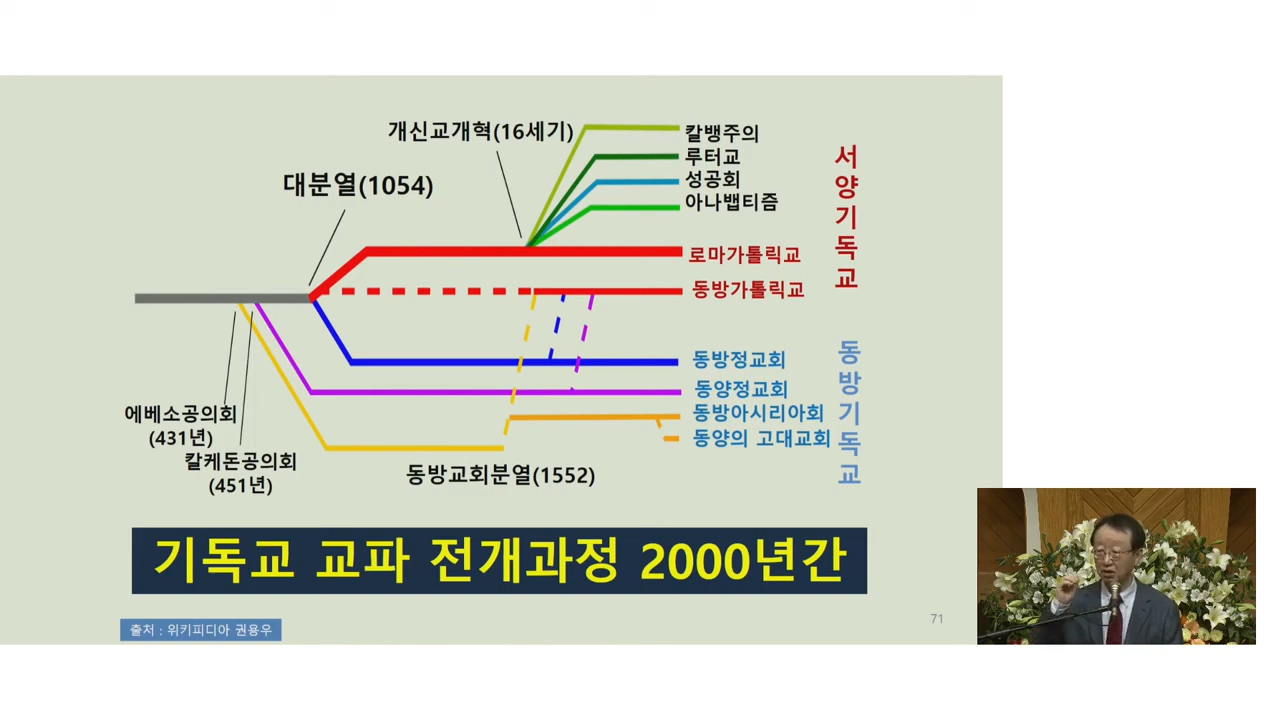 개신교개혁(16세기)
칼뱅주의
루터교
성공회
아나뱁티즘
대분열(1054)
로마가톨릭교
동방가톨릭교
서양기독교
동방정교회
동양정교회
동방아시리아회
동양의 고대교회
동방기독교
에베소공의회
(431년)
칼케돈공의회
(451년)
동방교회분열(1552)
기독교 교파 전개과정 2000년간
출처 : 위키피디아 권용우
71